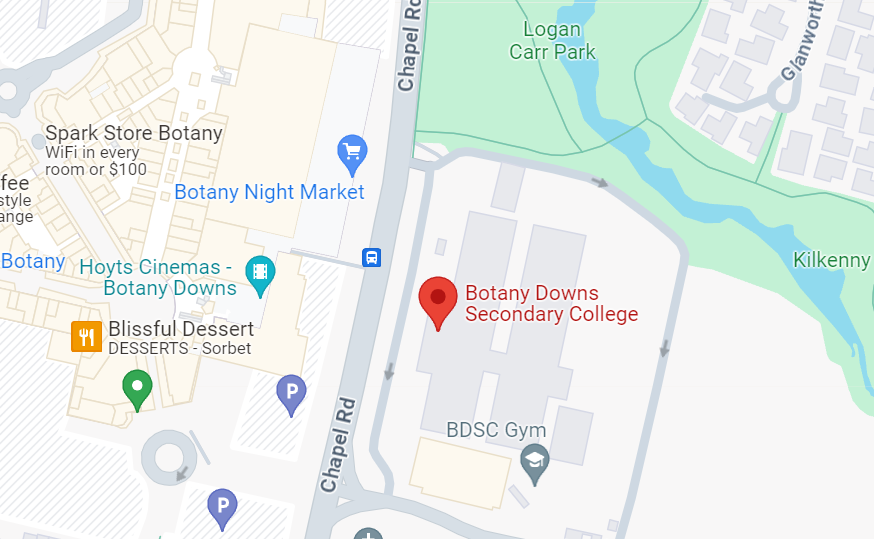 Chapel Rd
Logan
Carr Park
Glanworth
Spark Store Botany
WiFi in every
room or $100
fee
style
ange
Botany Night Market
Botany
Hoyts Cinemas -
Botany Downs
Kilkenny
Botany Downs
Secondary College
Blissful Dessert
DESSERTS - Sorbet
P
Chapel Rd
BDSC Gym
P